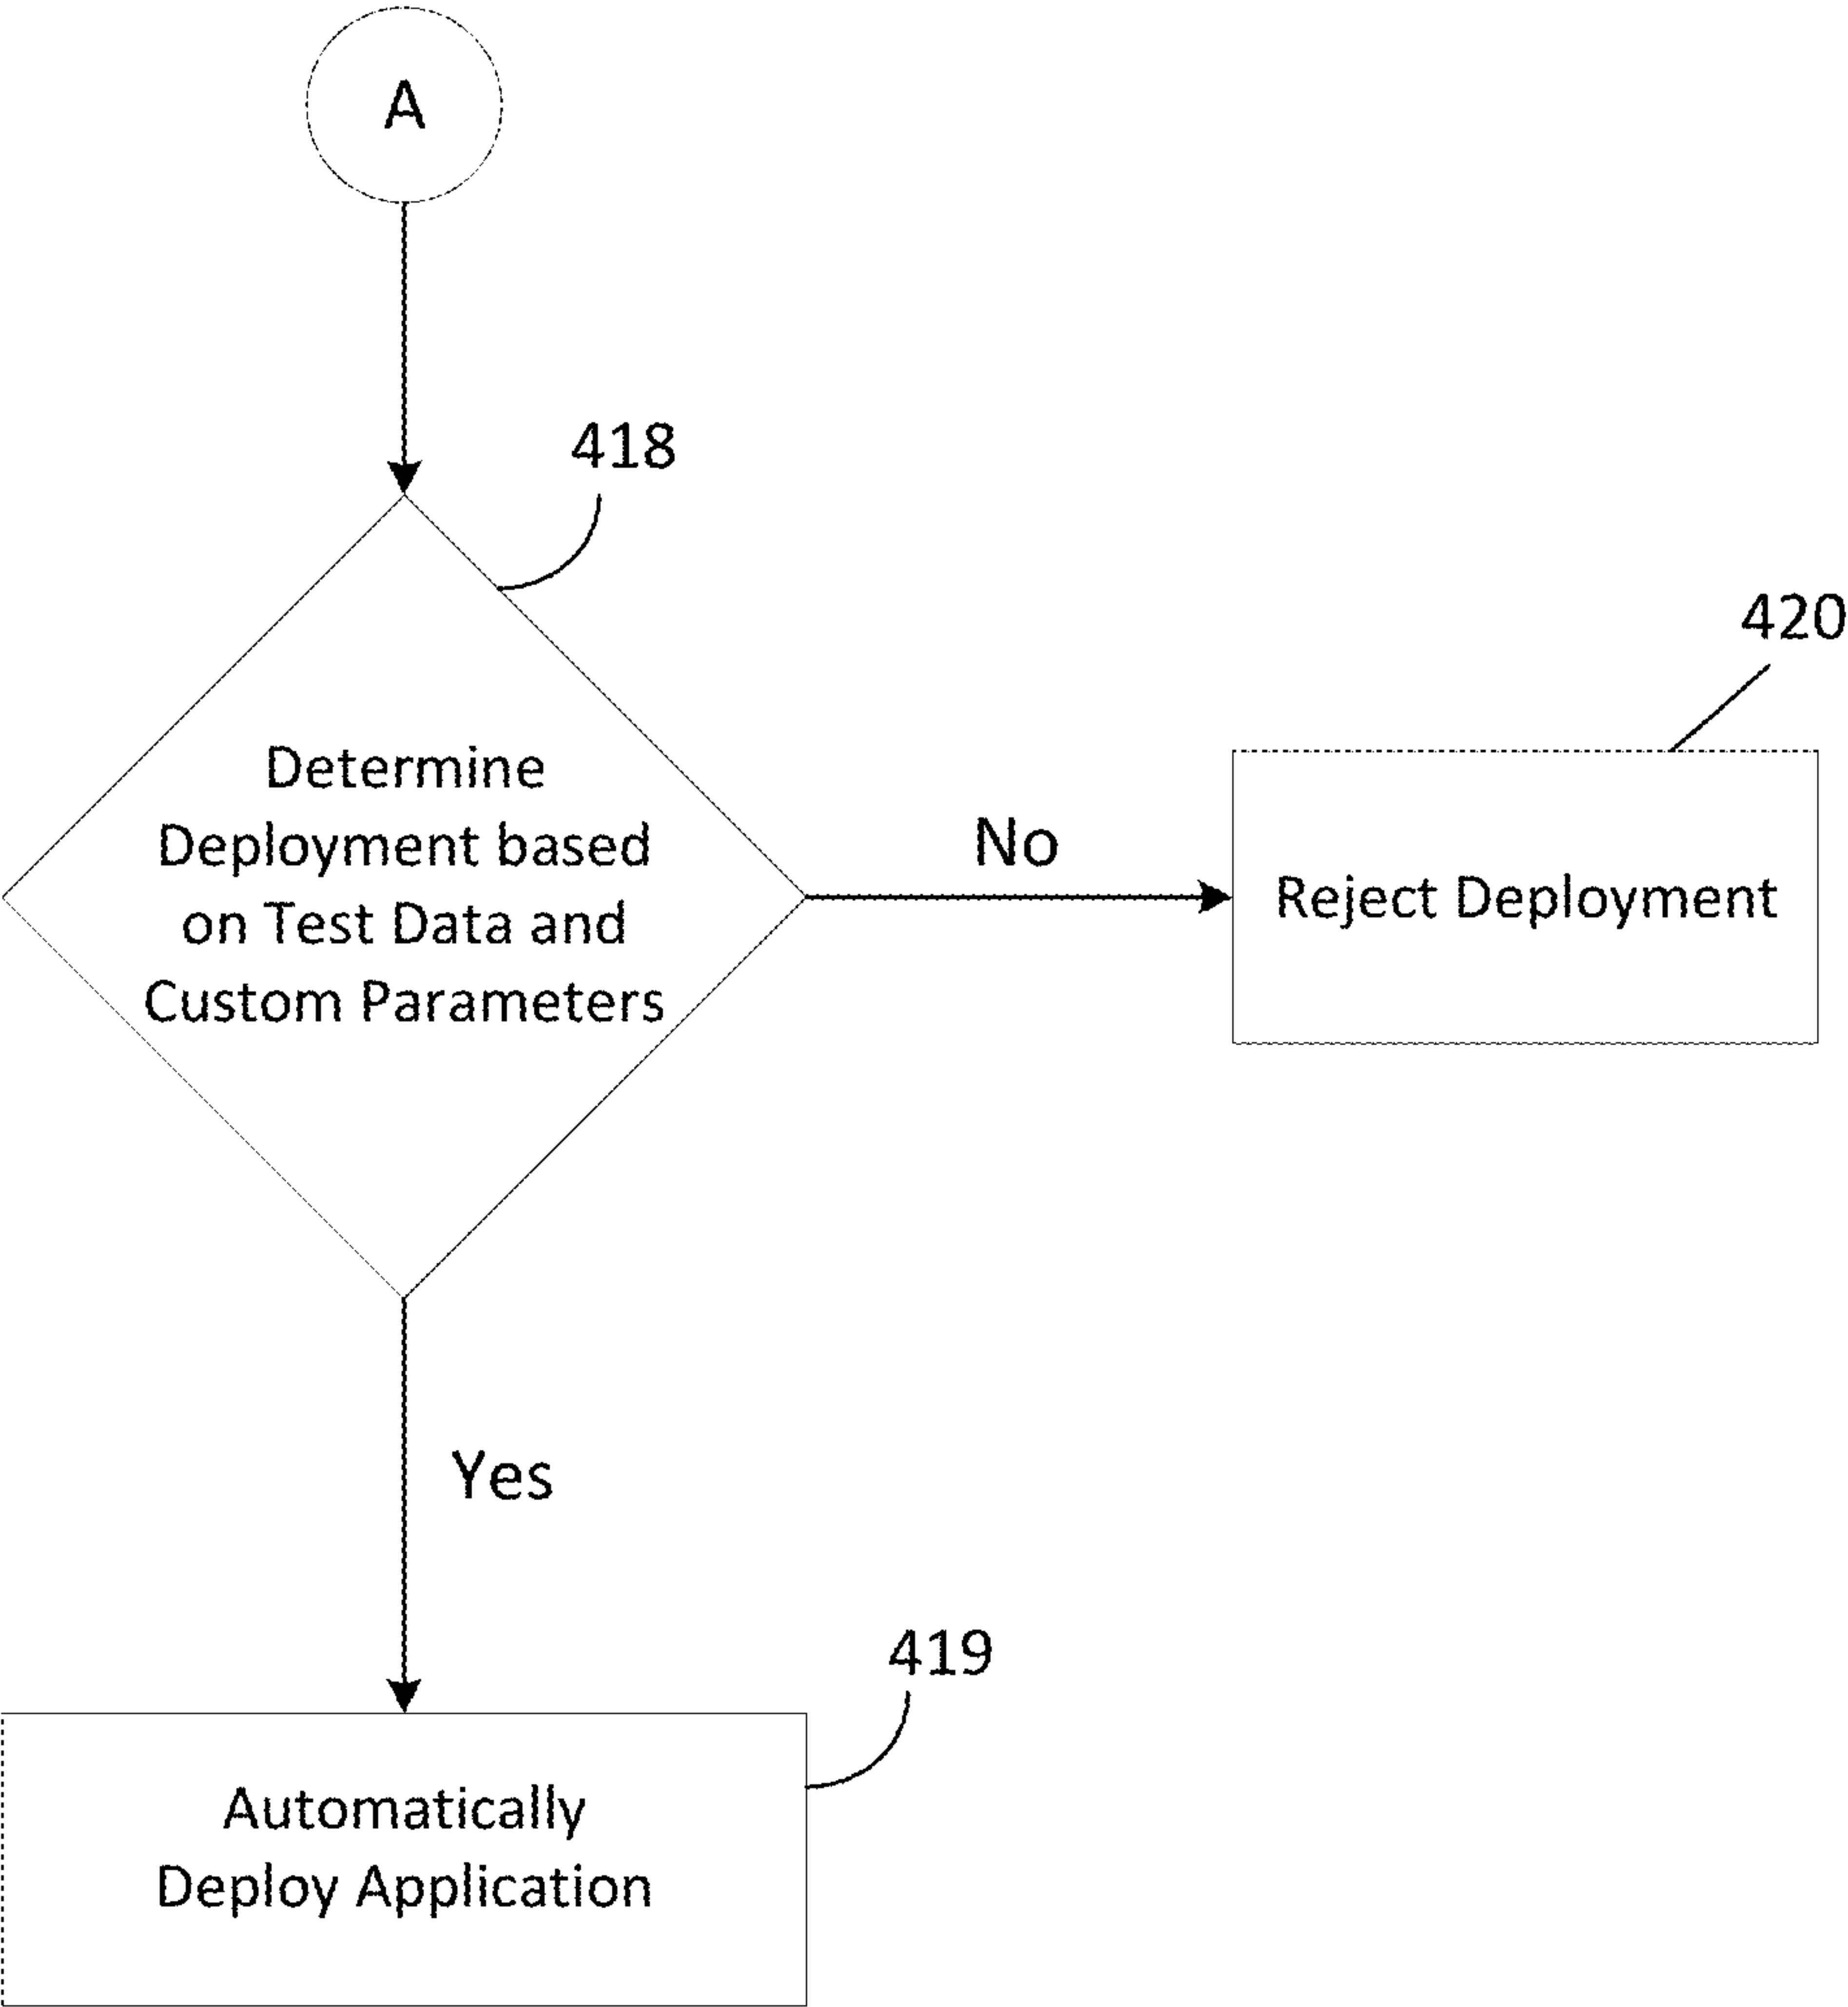 A
418
Determine
Deployment based
on Test Data and
Custom Parameters
No
420
Reject Deployment
Yes
419
Automatically
Deploy Application